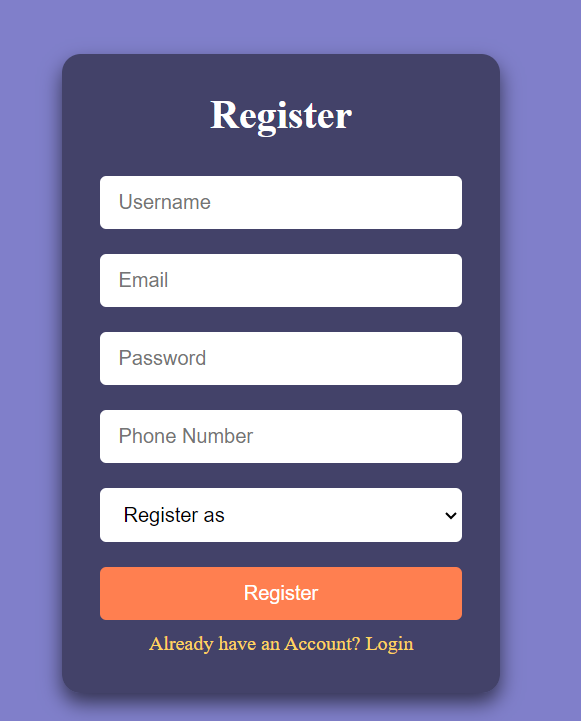 Register
Username
Email
Password
Phone Number
Register as
Register
Already have an Account? Login